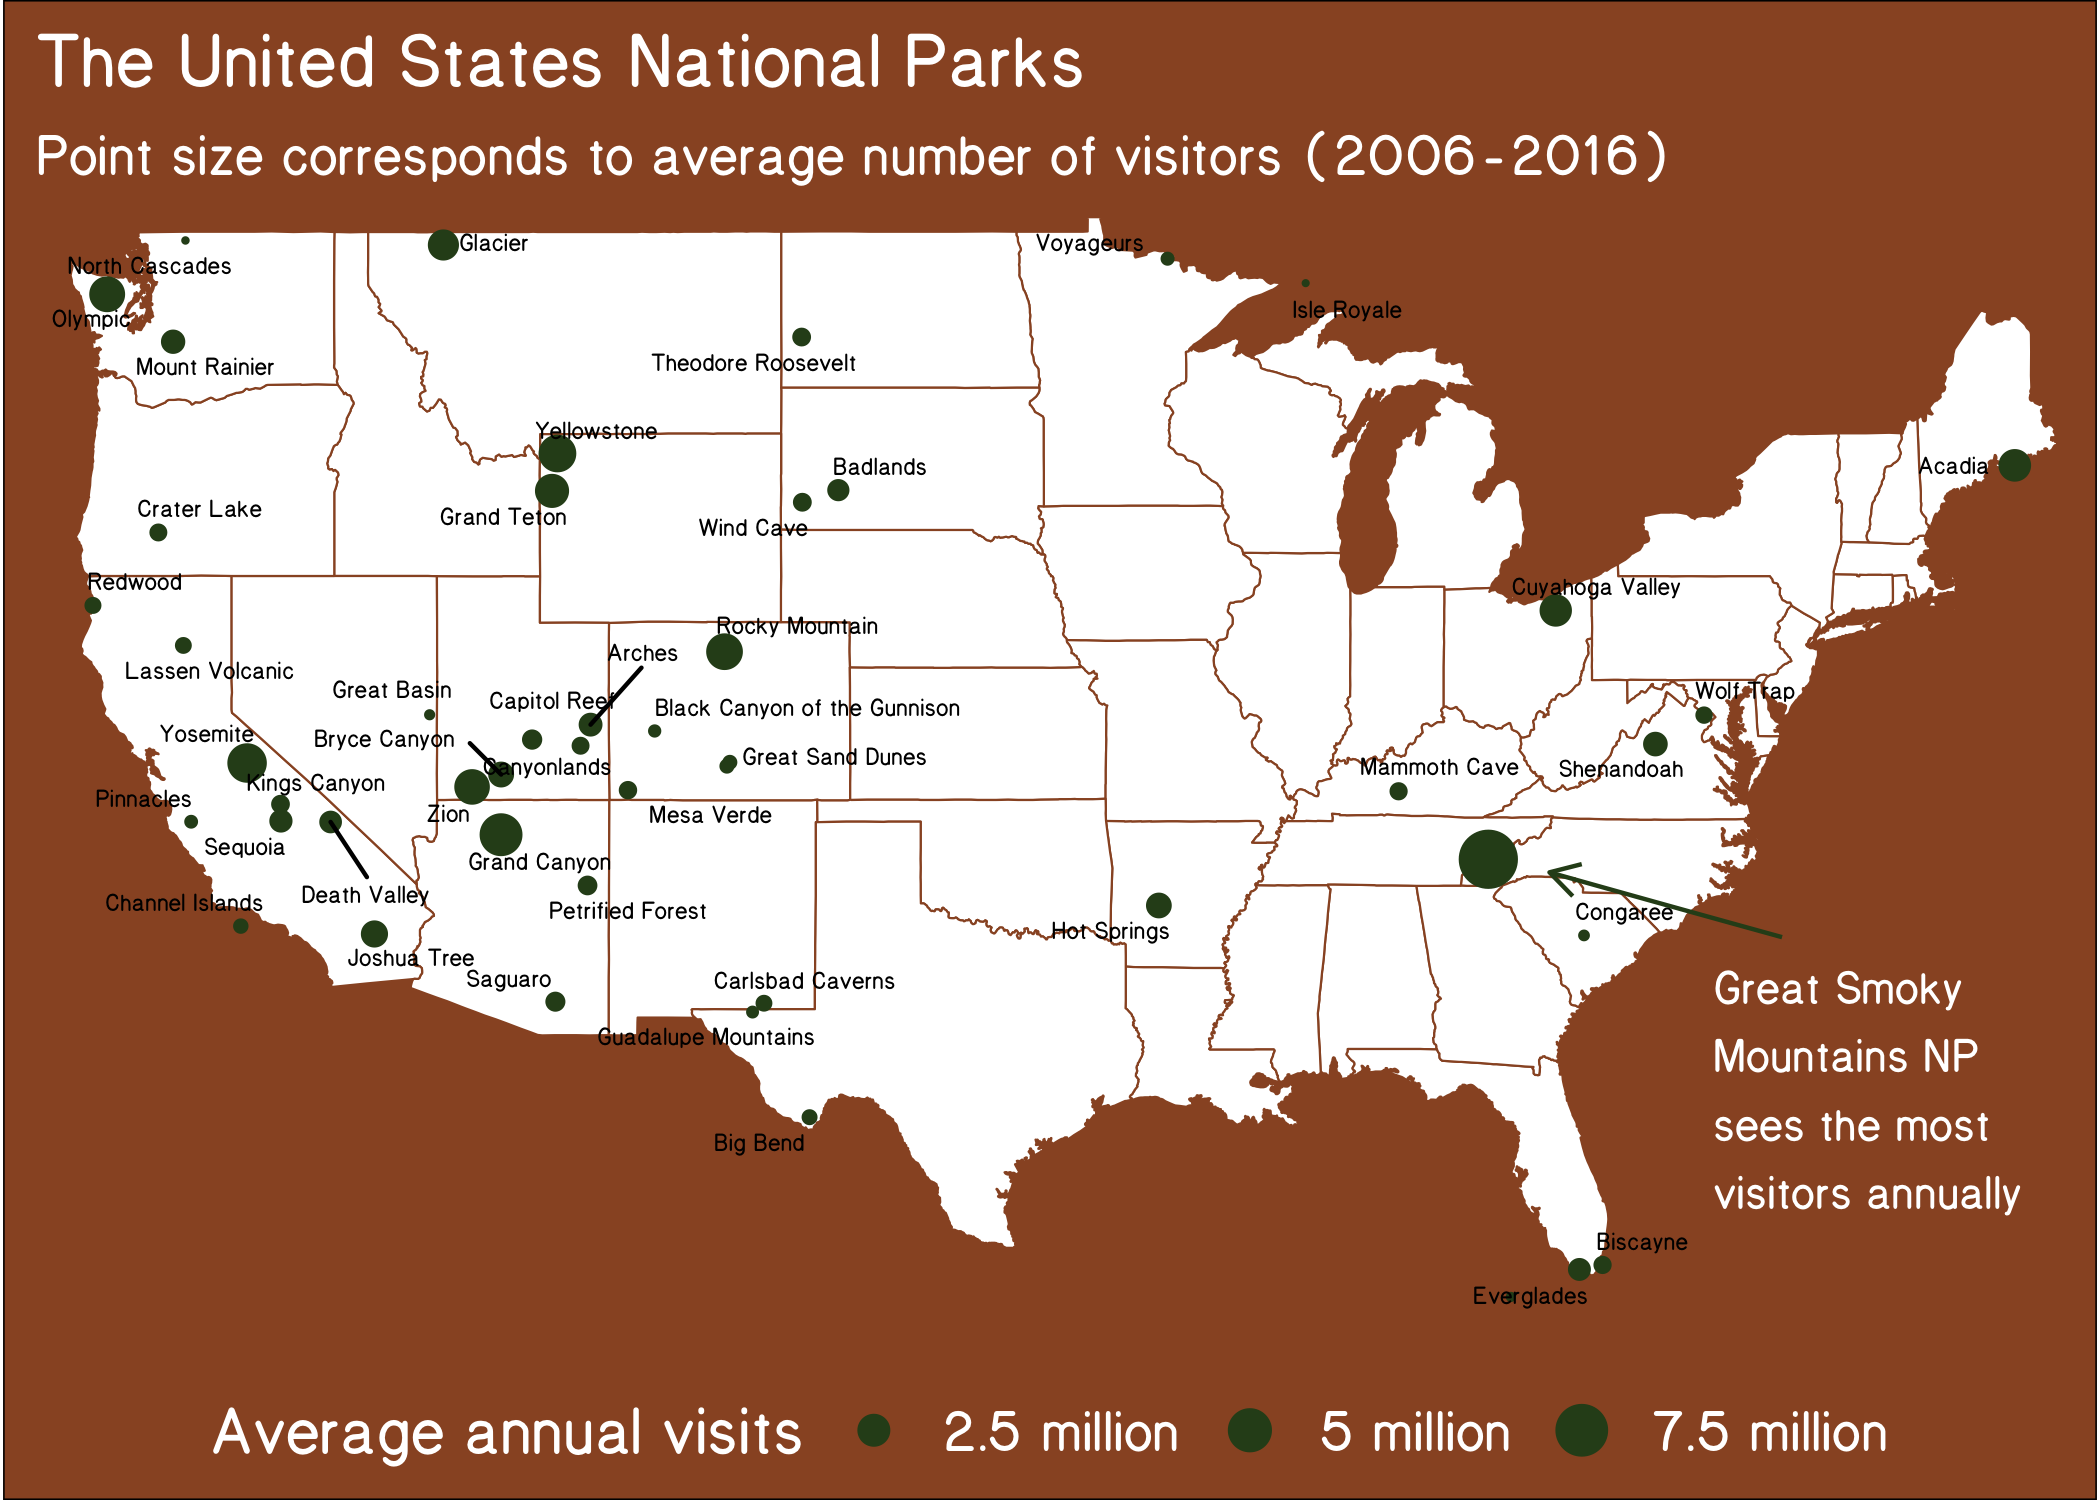 The United States National Parks
Point size corresponds to average number of visitors (2006-2016)
Glacier
Voyageurs
North Cascades
Isle Royale
Olympic
Mount Rainier
Theodore Roosevelt
Yellowstone
Badlands
Acadia
Crater Lake
Grand Teton
Wind Cave
Redwood
Cuyahoga Valley
Rocky Mountain
Arches
Lassen Volcanic
Great Basin
Capitol Reef
Wolf Trap
Black Canyon of the Gunnison
Yosemite
Bryce Canyon
Great Sand Dunes
Canyonlands
Mammoth Cave
Shenandoah
Kings Canyon
Pinnacles
Zion
Mesa Verde
Sequoia
Grand Canyon
Death Valley
Channel Islands
Petrified Forest
Congaree
Hot Springs
Joshua Tree
Saguaro
Carlsbad Caverns
Guadalupe Mountains
Great Smoky
Mountains NP
sees the most
visitors annually
Big Bend
Biscayne
Everglades
Average annual visits
2.5 million
5 million
7.5 million